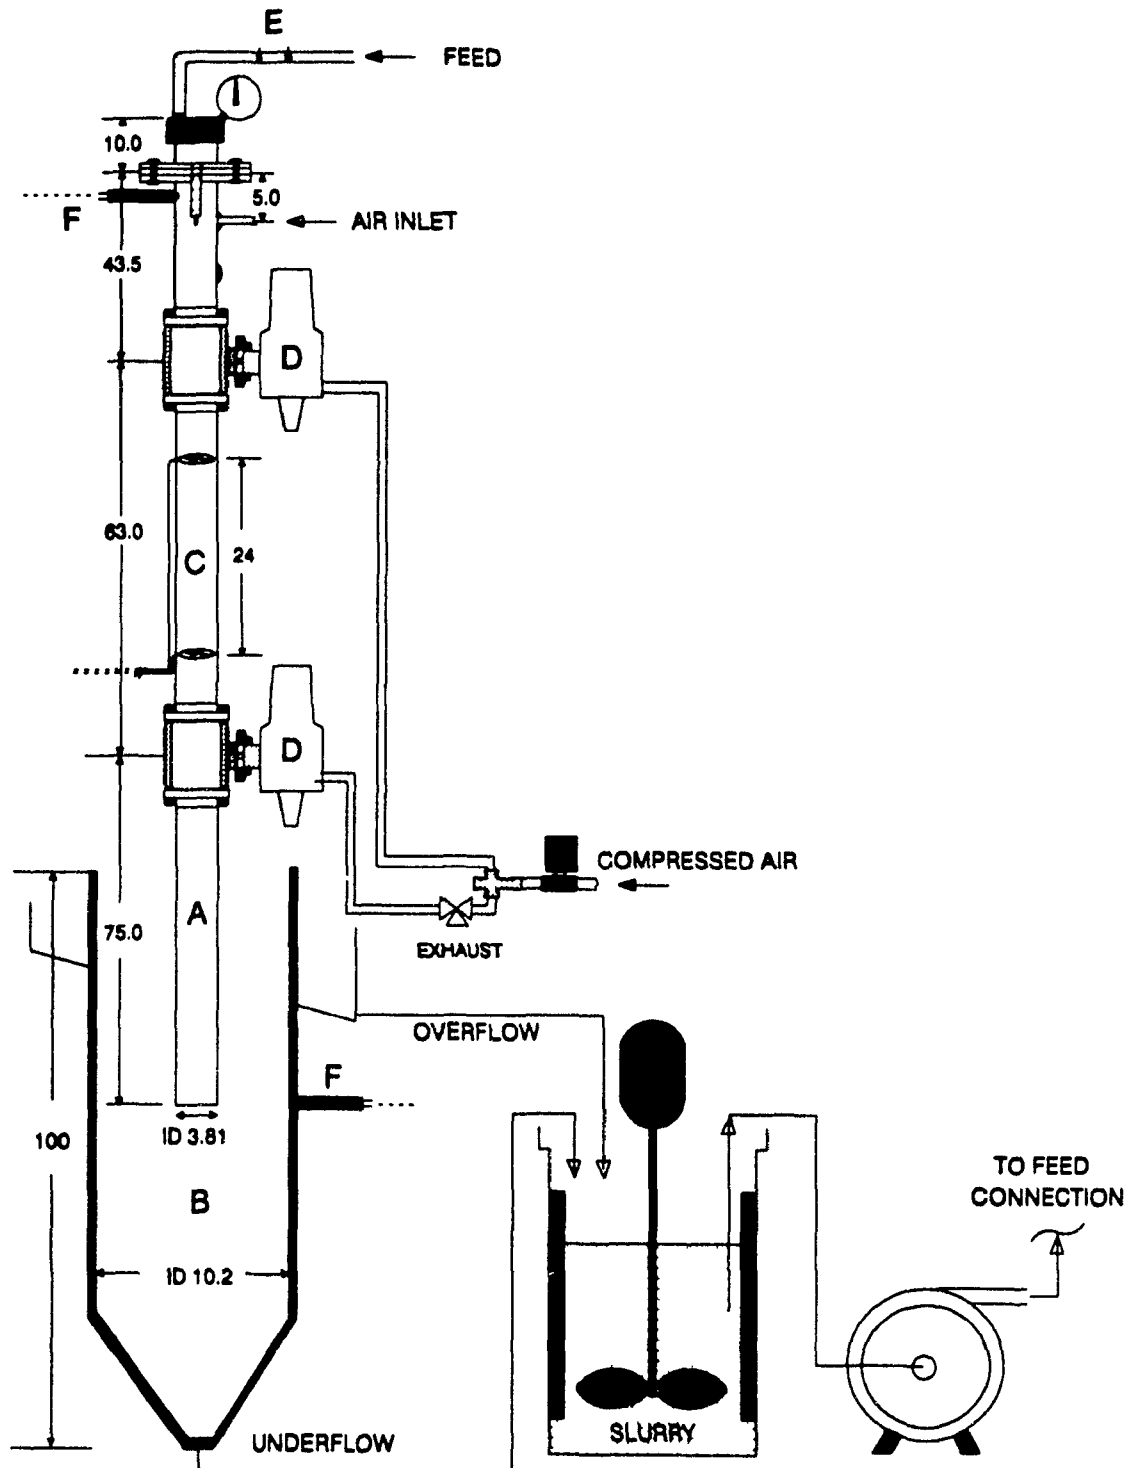 E
FEED
10.0
5.0
F
AIR INLET
43.5
D
63.0
C
24
D
COMPRESSED AIR
A
75.0
EXHAUST
OVERFLOW
F
ID 3.81
100
TO FEED
CONNECTION
B
ID 10.2
SLURRY
UNDERFLOW